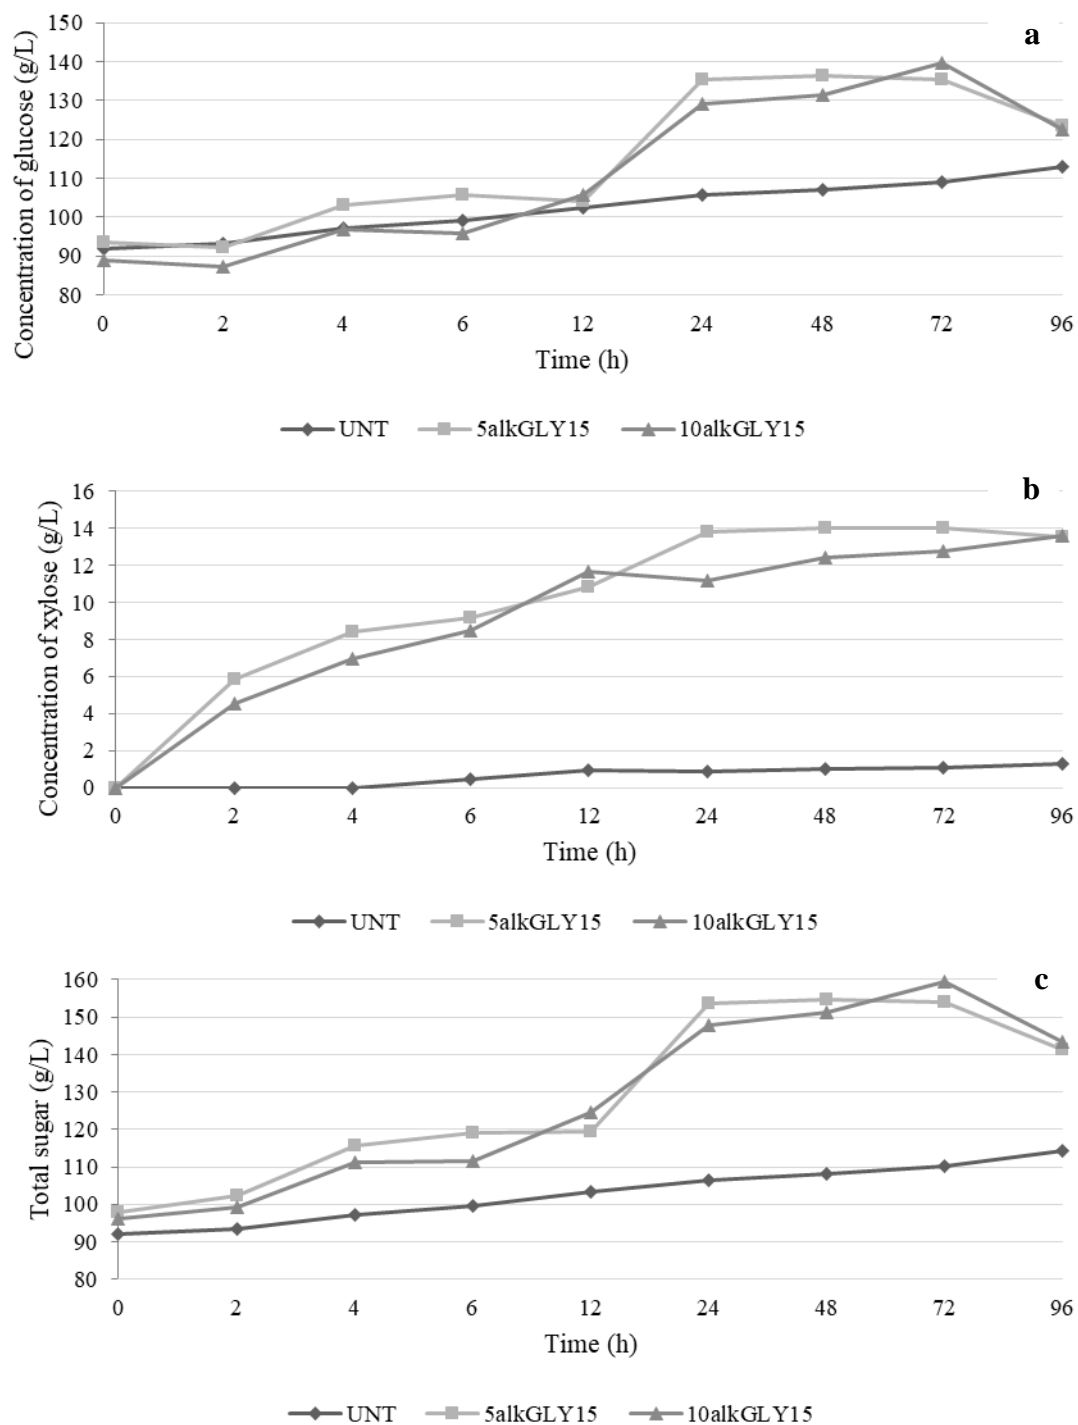 a
Concentration of glucose (g/L)
150
140
130
120
110
100
90
80
0 2 4 6 12 24 48 72 96
Time (h)
UNT 5alkGLY15 10alkGLY15
b
Concentration of xylose (g/L)
16
14
12
10
8
6
4
2
0
0 2 4 6 12 24 48 72 96
Time (h)
UNT 5alkGLY15 10alkGLY15
c
Total sugar (g/L)
160
150
140
130
120
110
100
90
80
0 2 4 6 12 24 48 72 96
Time (h)
UNT 5alkGLY15 10alkGLY15